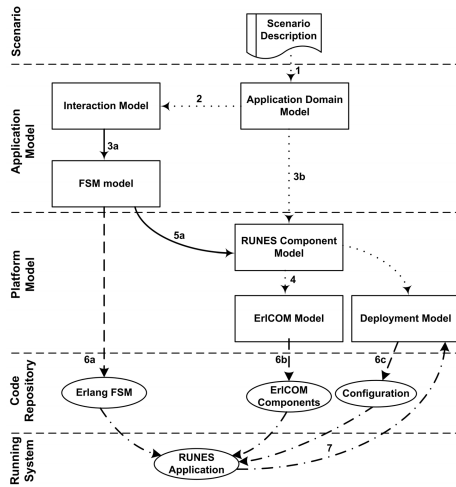 Scenario
Scenario
Description
1
Application
Model
Interaction Model
2
Application Domain
Model
3a
FSM model
3b
Platform
Model
5a
RUNES Component
Model
4
ErlCOM Model
Deployment Model
Code
Repository
6a
6b
6c
Erlang FSM
ErlCOM
Components
Configuration
Running
System
RUNES
Application
7